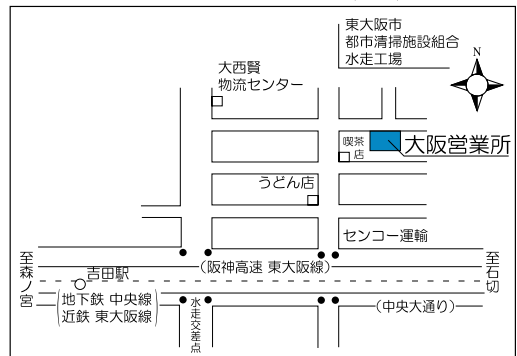 東大阪市
都市清掃施設組合
水走工場
N
大西賢
物流センター
喫茶
店
大阪営業所
うどん店
センコー運輸
至森ノ宮
吉田駅
(阪神高速 東大阪線)
至石切
(地下鉄 中央線
近鉄 東大阪線)
水走交差点
(中央大通り)